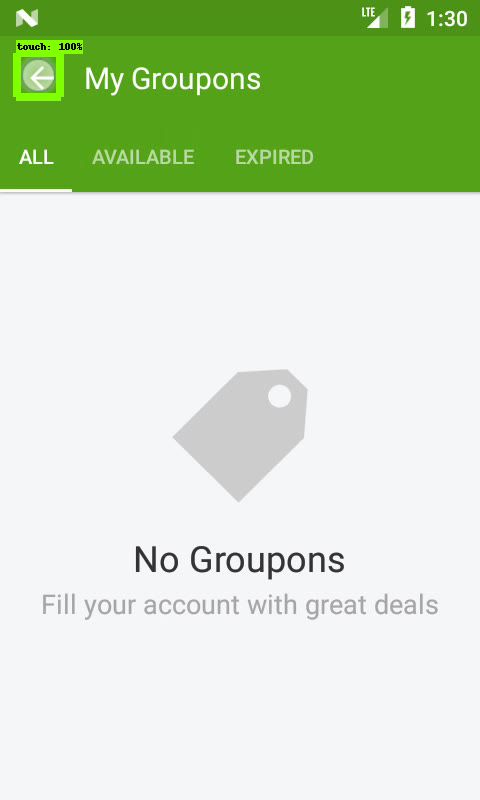 LTE 1:30
touch: 100%
My Groupons
ALL AVAILABLE EXPIRED
No Groupons
Fill your account with great deals